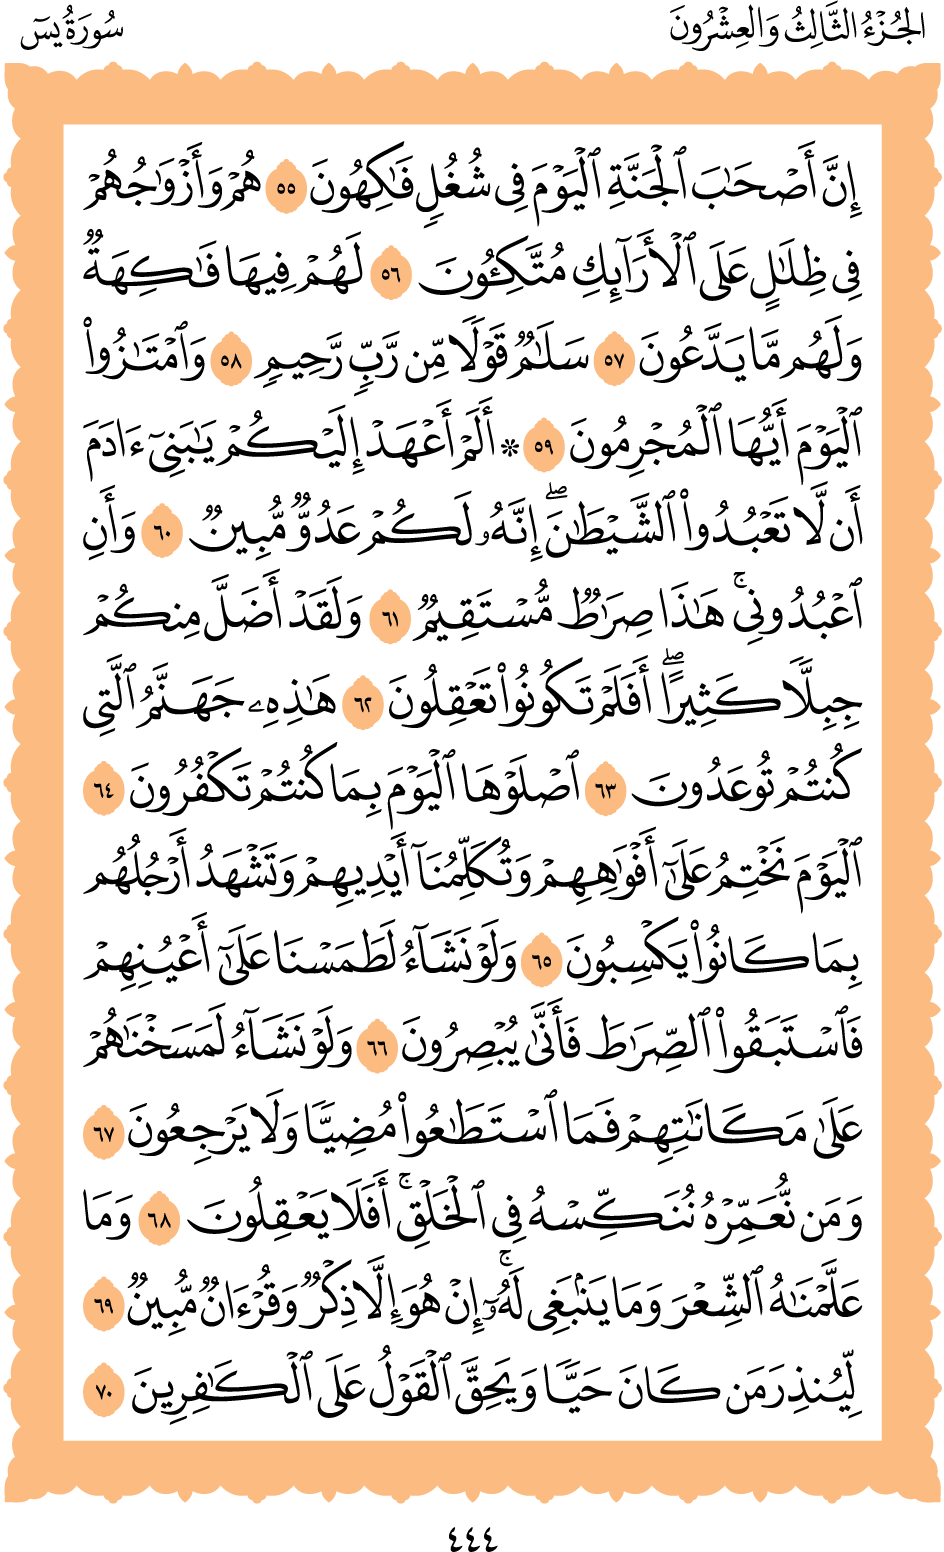 الجُزْءُ الثَّالِثُ وَالعِشْرُونَ
سُورَةُ يسٓ
إِنَّ أَصْحَٰبَ ٱلْجَنَّةِ ٱلْيَوْمَ فِى شُغُلٍ فَٰكِهُونَ ٥٥ هُمْ وَأَزْوَٰجُهُمْ
فِى ظِلَٰلٍ عَلَى ٱلْأَرَآئِكِ مُتَّكِـُٔونَ ٥٦ لَهُمْ فِيهَا فَٰكِهَةٌ
وَلَهُم مَّا يَدَّعُونَ ٥٧ سَلَٰمٌ قَوْلًا مِّن رَّبٍّ رَّحِيمٍ ٥٨ وَٱمْتَٰزُوا۟
ٱلْيَوْمَ أَيُّهَا ٱلْمُجْرِمُونَ ٥٩ * أَلَمْ أَعْهَدْ إِلَيْكُمْ يَٰبَنِىٓ ءَادَمَ
أَن لَّا تَعْبُدُوا۟ ٱلشَّيْطَٰنَ ۖ إِنَّهُۥ لَكُمْ عَدُوٌّ مُّبِينٌ ٦٠ وَأَنِ
ٱعْبُدُونِى ۚ هَٰذَا صِرَٰطٌ مُّسْتَقِيمٌ ٦١ وَلَقَدْ أَضَلَّ مِنكُمْ
جِبِلًّا كَثِيرًا ۖ أَفَلَمْ تَكُونُوا۟ تَعْقِلُونَ ٦٢ هَٰذِهِۦ جَهَنَّمُ ٱلَّتِى
كُنتُمْ تُوعَدُونَ ٦٣ ٱصْلَوْهَا ٱلْيَوْمَ بِمَا كُنتُمْ تَكْفُرُونَ ٦٤
ٱلْيَوْمَ نَخْتِمُ عَلَىٰٓ أَفْوَٰهِهِمْ وَتُكَلِّمُنَآ أَيْدِيهِمْ وَتَشْهَدُ أَرْجُلُهُم
بِمَا كَانُوا۟ يَكْسِبُونَ ٦٥ وَلَوْ نَشَآءُ لَطَمَسْنَا عَلَىٰٓ أَعْيُنِهِمْ
فَٱسْتَبَقُوا۟ ٱلصِّرَٰطَ فَأَنَّىٰ يُبْصِرُونَ ٦٦ وَلَوْ نَشَآءُ لَمَسَخْنَٰهُمْ
عَلَىٰ مَكَانَتِهِمْ فَمَا ٱسْتَطَٰعُوا۟ مُضِيًّا وَلَا يَرْجِعُونَ ٦٧
وَمَن نُّعَمِّرْهُ نُنَكِّسْهُ فِى ٱلْخَلْقِ ۚ أَفَلَا يَعْقِلُونَ ٦٨ وَمَا
عَلَّمْنَٰهُ ٱلشِّعْرَ وَمَا يَنۢبَغِى لَهُۥٓ ۚ إِنْ هُوَ إِلَّا ذِكْرٌ وَقُرْءَانٌ مُّبِينٌ ٦٩
لِّيُنذِرَ مَن كَانَ حَيًّا وَيَحِقَّ ٱلْقَوْلُ عَلَى ٱلْكَٰفِرِينَ ٧٠
٤٤٤